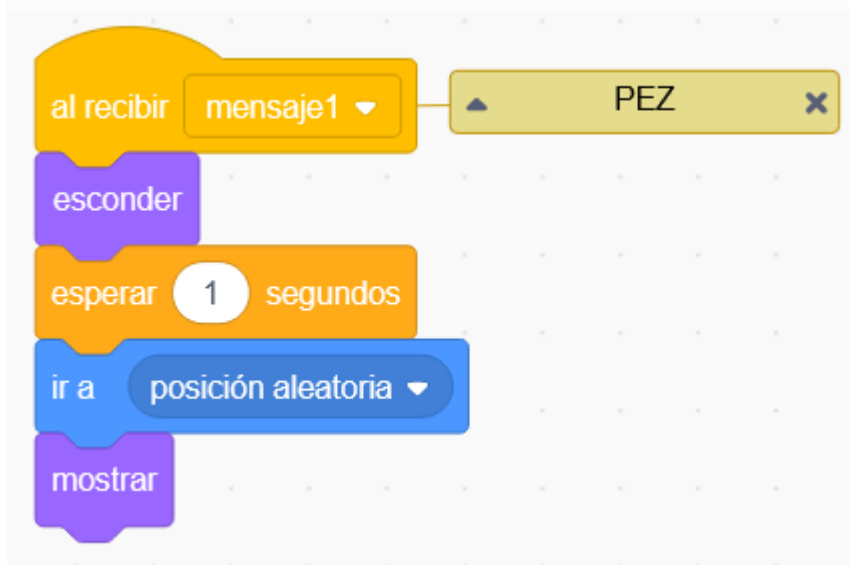 al recibir mensaje1 PEZ
esconder
esperar 1 segundos
ir a posición aleatoria
mostrar